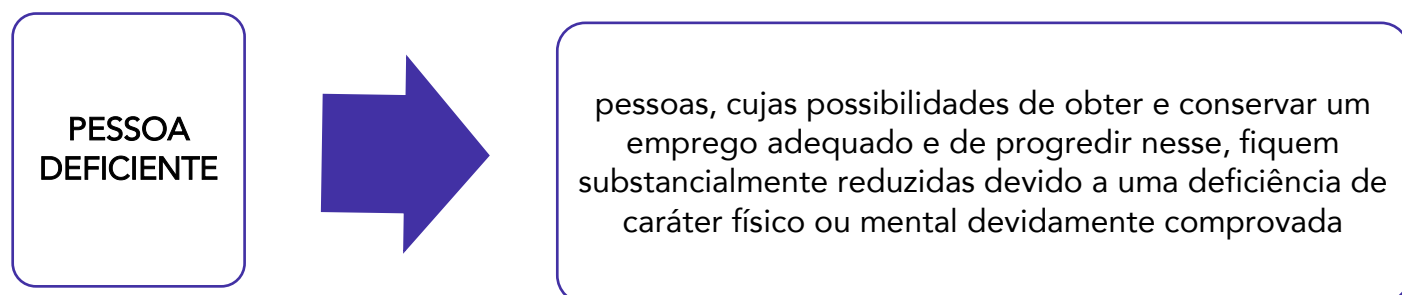 PESSOA
DEFICIENTE
pessoas, cujas possibilidades de obter e conservar um
emprego adequado e de progredir nesse, fiquem
substancialmente reduzidas devido a uma deficiência de
caráter físico ou mental devidamente comprovada